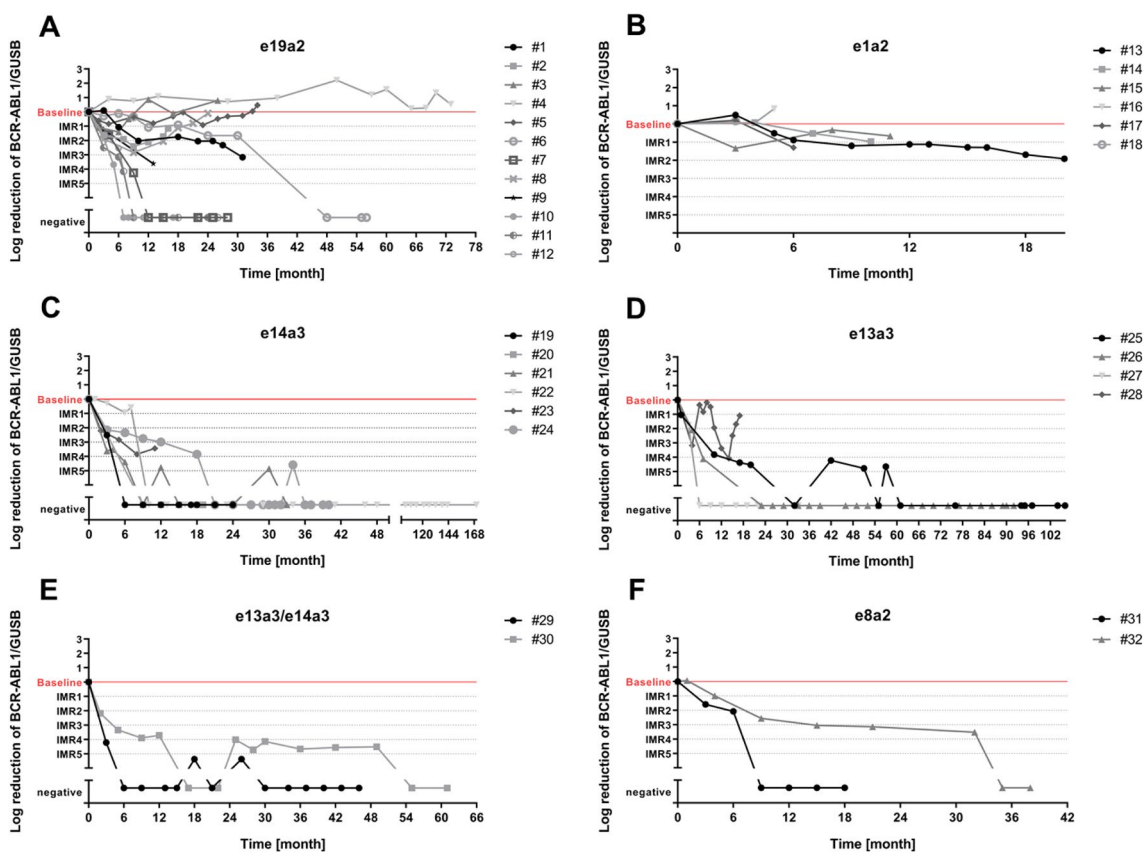 A
e19a2
Log reduction of BCR-ABL1/GUSB
3
2
1
Baseline
IMR1
IMR2
IMR3
IMR4
IMR5
negative
0 6 12 18 24 30 36 42 48 54 60 66 72 78
Time [month]
#1
#2
#3
#4
#5
#6
#7
#8
#9
#10
#11
#12
B
e1a2
Log reduction of BCR-ABL1/GUSB
3
2
1
Baseline
IMR1
IMR2
IMR3
IMR4
IMR5
0 6 12 18
Time [month]
#13
#14
#15
#16
#17
#18
C
e14a3
Log reduction of BCR-ABL1/GUSB
3
2
1
Baseline
IMR1
IMR2
IMR3
IMR4
IMR5
negative
0 6 12 18 24 30 36 42 48 120 144 168
Time [month]
#19
#20
#21
#22
#23
#24
D
e13a3
Log reduction of BCR-ABL1/GUSB
3
2
1
Baseline
IMR1
IMR2
IMR3
IMR4
IMR5
negative
0 6 12 18 24 30 36 42 48 54 60 66 72 78 84 90 96 102
Time [month]
#25
#26
#27
#28
E
e13a3/e14a3
Log reduction of BCR-ABL1/GUSB
3
2
1
Baseline
IMR1
IMR2
IMR3
IMR4
IMR5
negative
0 6 12 18 24 30 36 42 48 54 60 66
Time [month]
#29
#30
F
e8a2
Log reduction of BCR-ABL1/GUSB
3
2
1
Baseline
IMR1
IMR2
IMR3
IMR4
IMR5
negative
0 6 12 18 24 30 36 42
Time [month]
#31
#32